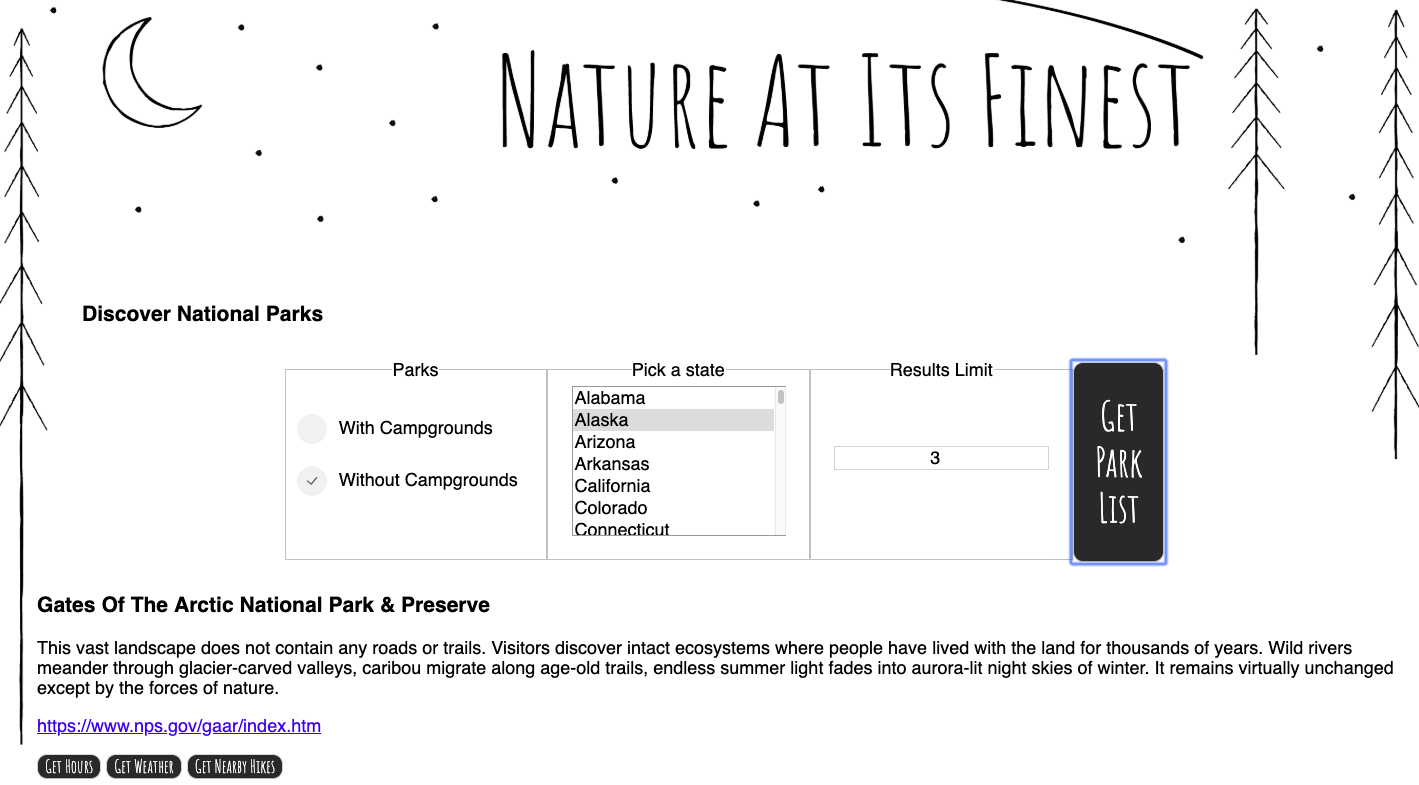 Nature At Its Finest
Discover National Parks
Parks
With Campgrounds
Without Campgrounds
Pick a state
Alabama
Alaska
Arizona
Arkansas
California
Colorado
Connecticut
Results Limit
3
Get
Park
List
Gates Of The Arctic National Park & Preserve
This vast landscape does not contain any roads or trails. Visitors discover intact ecosystems where people have lived with the land for thousands of years. Wild rivers
meander through glacier-carved valleys, caribou migrate along age-old trails, endless summer light fades into aurora-lit night skies of winter. It remains virtually unchanged
except by the forces of nature.
https://www.nps.gov/gaar/index.htm
Get Hours Get Weather Get Nearby Hikes